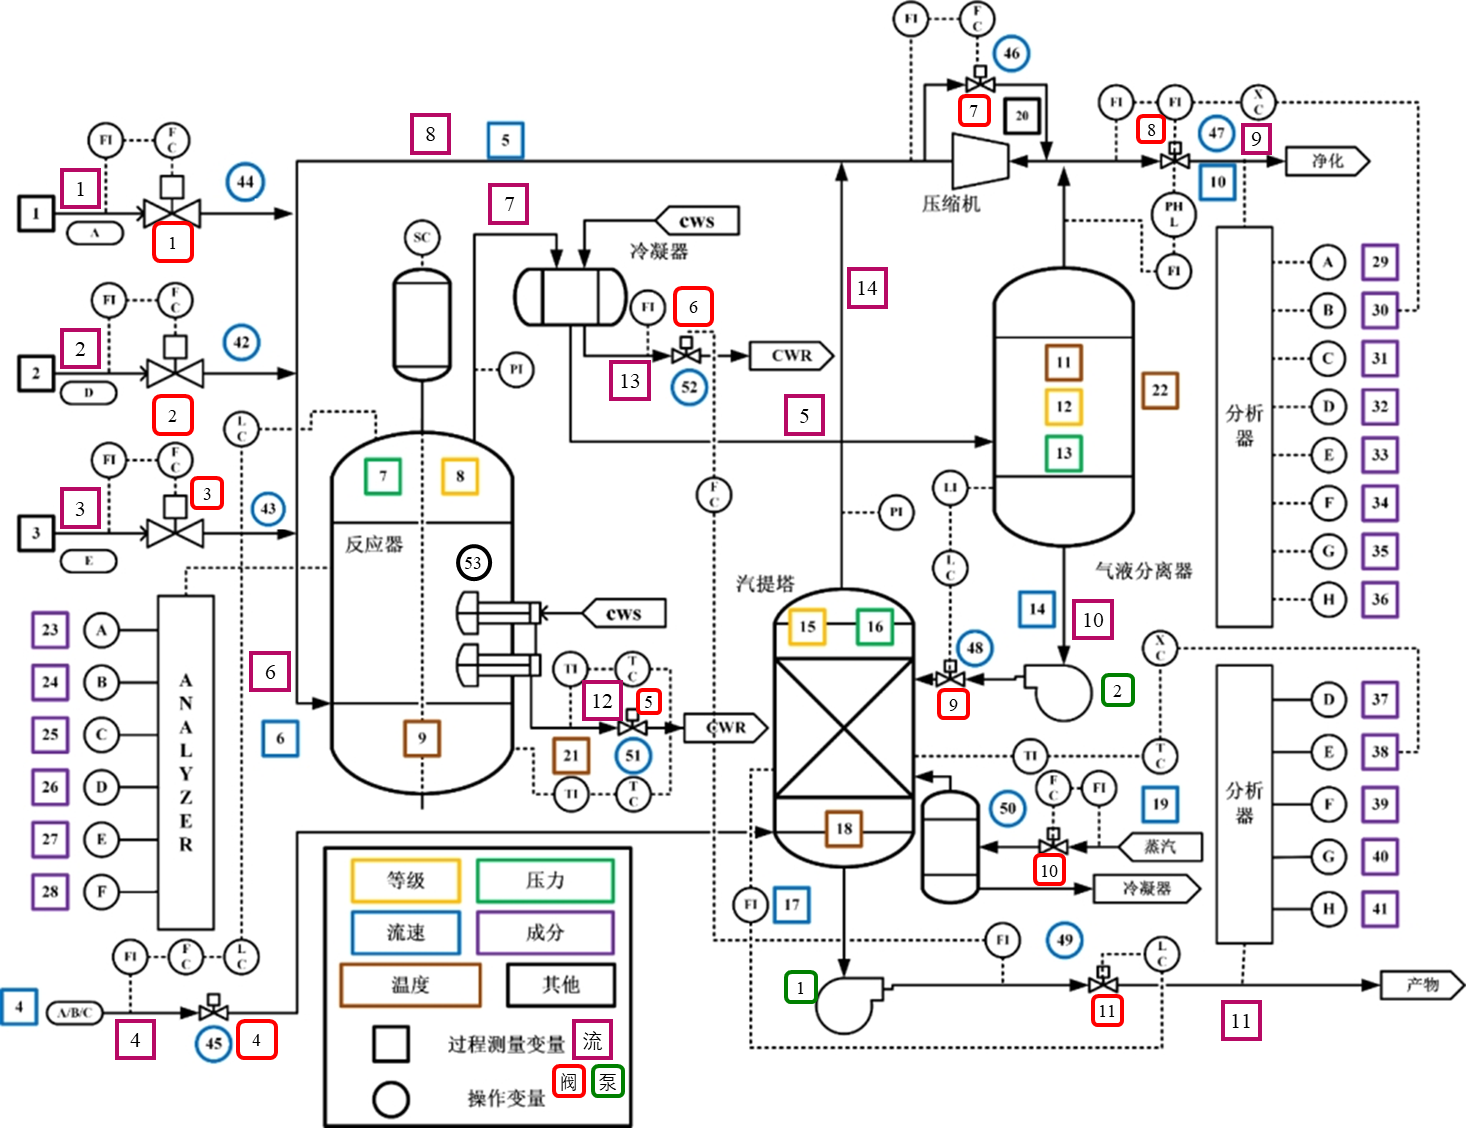 FI
FC
46
7
20
FI
FI
XC
8
47
9
净化
10
PHL
FI
压缩机
8
5
FI
FC
1
44
1
A
1
7
SC
cws
冷凝器
14
FI
6
CWR
13
52
PI
5
FI
FC
2
42
2
D
2
LC
FI
FC
3
3
43
3
E
7
8
反应器
53
cws
TI
TC
12
5
CWR
21
51
TI
TC
9
6
6
11
12
13
22
分析器
A
29
B
30
C
31
D
32
E
33
F
34
G
35
H
36
FC
PI
LI
LC
气液分离器
汽提塔
14
10
15
16
48
9
2
XC
TI
TC
FC
FI
50
19
10
蒸汽
冷凝器
18
分析器
D
37
E
38
F
39
G
40
H
41
FI
17
FI
49
LC
1
11
11
产物
ANALYZER
23
A
24
B
25
C
26
D
27
E
28
F
FI
FC
LC
4
A/B/C
4
45
4
等级
压力
流速
成分
温度
其他
过程测量变量
流
阀
泵
操作变量